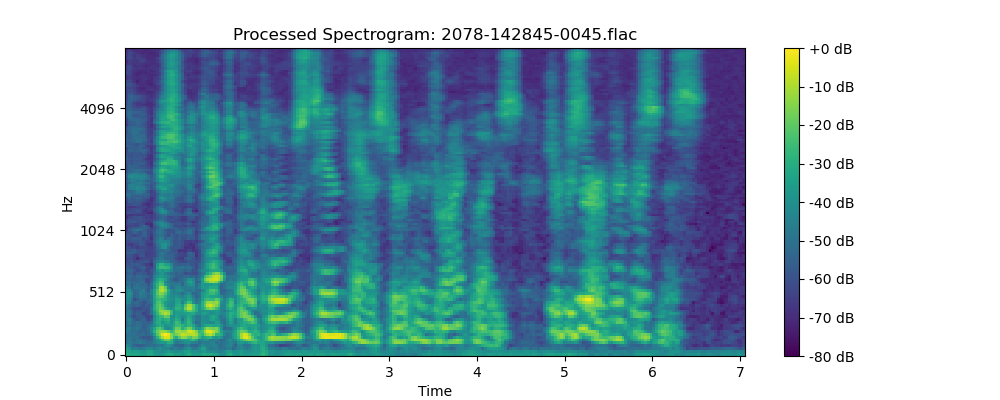 Processed Spectrogram: 2078-142845-0045.flac
Hz
4096
2048
1024
512
0
0 1 2 3 4 5 6 7
Time
+0 dB
-10 dB
-20 dB
-30 dB
-40 dB
-50 dB
-60 dB
-70 dB
-80 dB